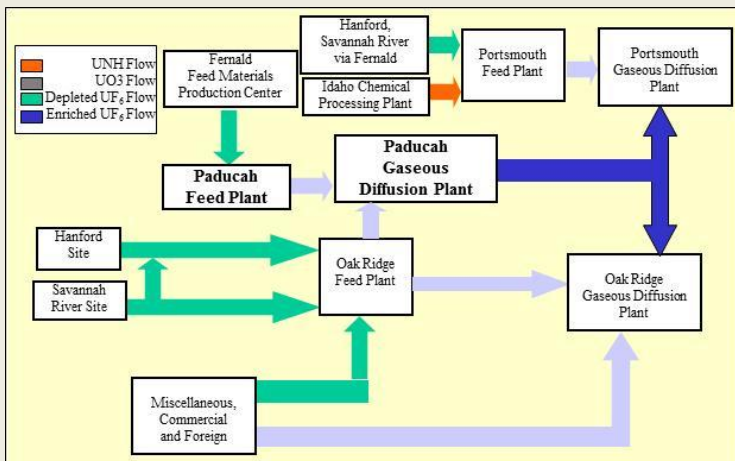 UNH Flow
UO3 Flow
Depleted UF6 Flow
Enriched UF6 Flow
Fernald
Feed Materials
Production Center
Hanford,
Savannah River
via Fernald
Idaho Chemical
Processing Plant
Portsmouth
Feed Plant
Portsmouth
Gaseous Diffusion
Plant
Paducah
Feed Plant
Paducah
Gaseous
Diffusion Plant
Hanford
Site
Savannah
River Site
Oak Ridge
Feed Plant
Oak Ridge
Gaseous Diffusion
Plant
Miscellaneous,
Commercial
and Foreign